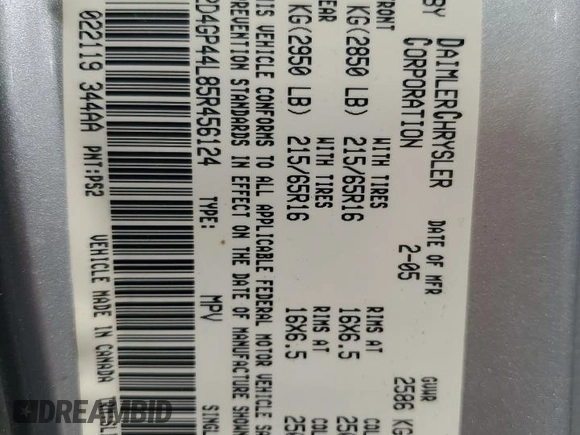 BY DAIMLERCHRYSLER
CORPORATION
DATE OF MFR
2-05
GVWR
2586 KG
FRONT
KG(2850 LB)
WITH TIRES
215/65R16
RIMS AT
16X6.5
KG(2950 LB)
WITH TIRES
215/65R16
RIMS AT
16X6.5
THIS VEHICLE CONFORMS TO ALL APPLICABLE FEDERAL MOTOR VEHICLE
PREVENTION STANDARDS IN EFFECT ON THE DATE OF MANUFACTURE SHOWN
2D4GP44L85R456124
TYPE: MPV
SINGL
022119 344AA PNT:PS2
VEHICLE MADE IN CANADA
DREAMBID